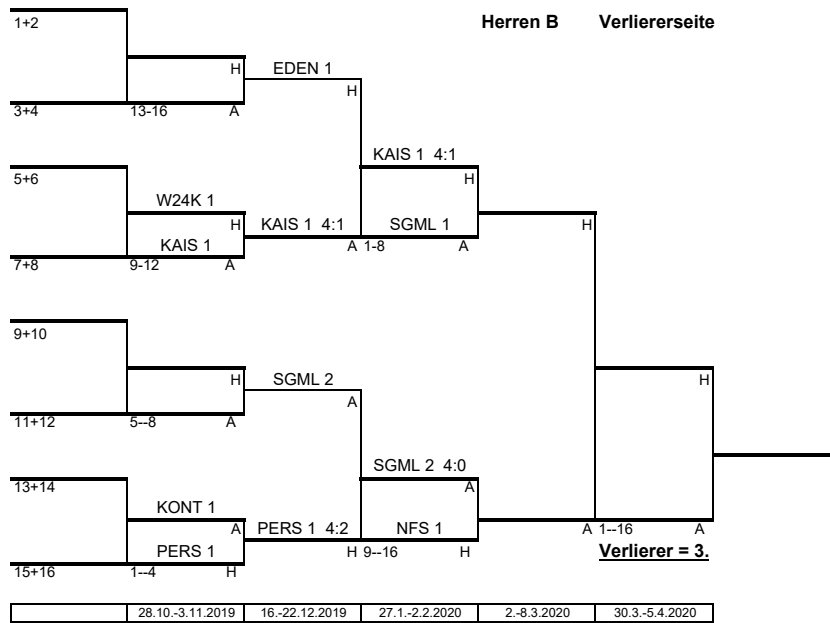 Herren B Verliererseite
1+2
EDEN 1
H
H
3+4 13-16 A
KAIS 1 4:1
H
5+6
W24K 1
H KAIS 1 4:1 SGML 1 H
KAIS 1 A 1-8 A
7+8 9-12 A
9+10
H SGML 2 H
A
11+12 5--8 A
SGML 2 4:0
13+14 A
KONT 1
A PERS 1 4:2 NFS 1 A 1--16 A
PERS 1 H 9--16 H Verlierer = 3.
15+16 1--4 H
28.10.-3.11.2019 16.-22.12.2019 27.1.-2.2.2020 2.-8.3.2020 30.3.-5.4.2020